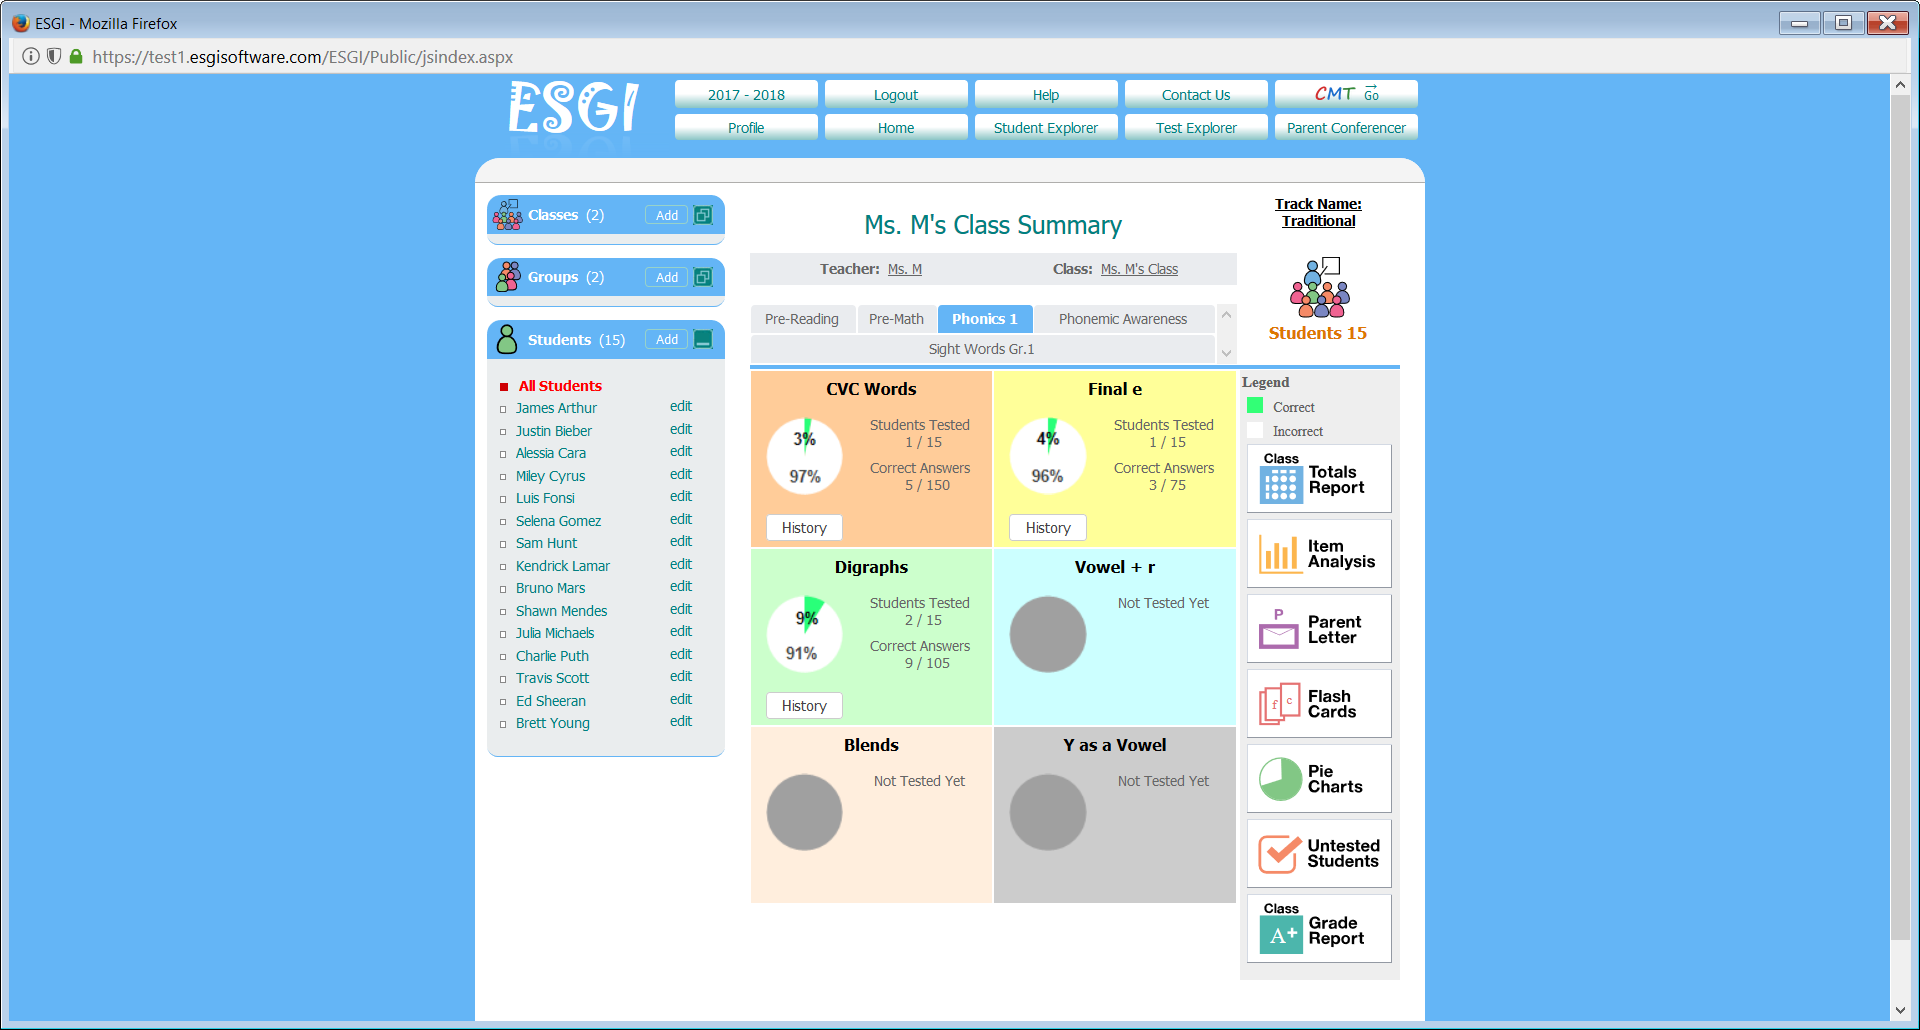 ESGI - Mozilla Firefox
https://test1.esgisoftware.com/ESGI/Public/jsindex.aspx
ESGI
2017 - 2018
Logout
Help
Contact Us
CMT Go
Profile
Home
Student Explorer
Test Explorer
Parent Conferencer
Classes (2)
Add
Groups (2)
Add
Students (15)
Add
All Students
James Arthur edit
Justin Bieber edit
Alessia Cara edit
Miley Cyrus edit
Luis Fonsi edit
Selena Gomez edit
Sam Hunt edit
Kendrick Lamar edit
Bruno Mars edit
Shawn Mendes edit
Julia Michaels edit
Charlie Puth edit
Travis Scott edit
Ed Sheeran edit
Brett Young edit
Ms. M's Class Summary
Teacher: Ms. M
Class: Ms. M's Class
Track Name:
Traditional
Students 15
Pre-Reading
Pre-Math
Phonics 1
Phonemic Awareness
Sight Words Gr.1
CVC Words
3%
97%
Students Tested
1 / 15
Correct Answers
5 / 150
History
Final e
4%
96%
Students Tested
1 / 15
Correct Answers
3 / 75
History
Digraphs
9%
91%
Students Tested
2 / 15
Correct Answers
9 / 105
History
Vowel + r
Not Tested Yet
Blends
Not Tested Yet
Y as a Vowel
Not Tested Yet
Legend
Correct
Incorrect
Class
Totals
Report
Item
Analysis
P
Parent
Letter
f c
Flash
Cards
Pie
Charts
Untested
Students
Class
A+
Grade
Report